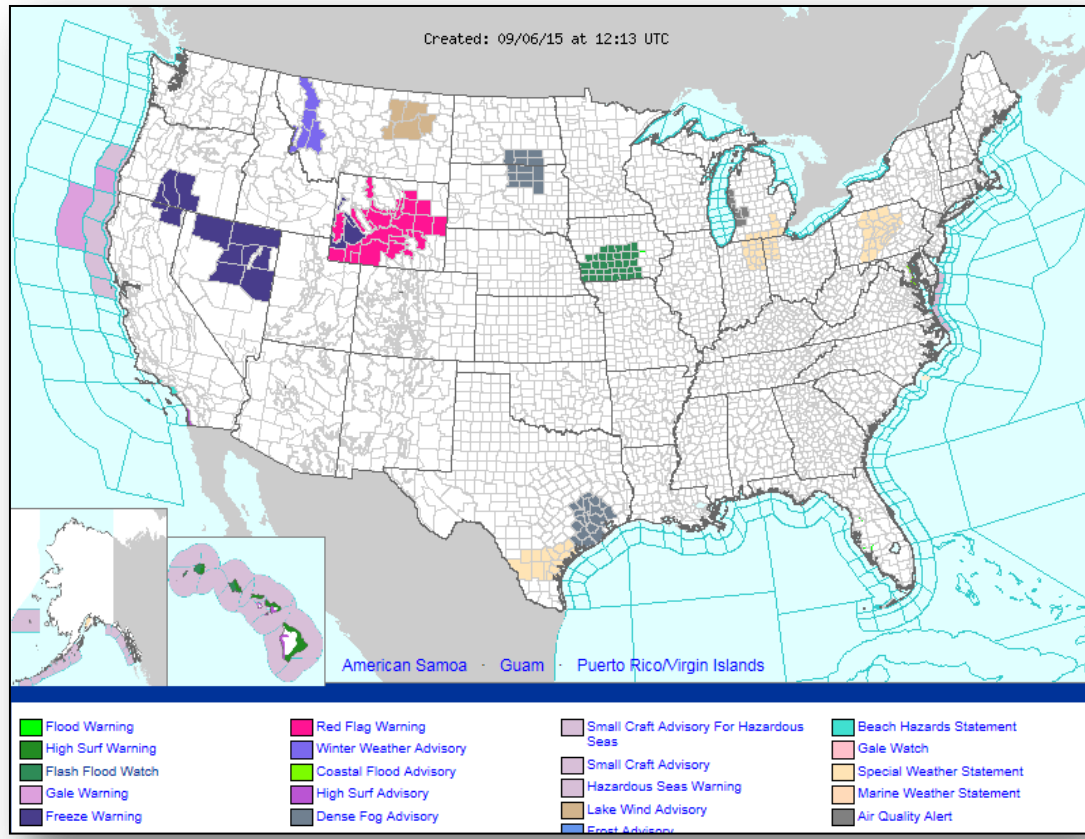 Created: 09/06/15 at 12:13 UTC
American Samoa · Guam · Puerto Rico/Virgin Islands
Flood Warning
High Surf Warning
Flash Flood Watch
Gale Warning
Freeze Warning
Red Flag Warning
Winter Weather Advisory
Coastal Flood Advisory
High Surf Advisory
Dense Fog Advisory
Small Craft Advisory For Hazardous
Seas
Small Craft Advisory
Hazardous Seas Warning
Lake Wind Advisory
Frost Advisory
Beach Hazards Statement
Gale Watch
Special Weather Statement
Marine Weather Statement
Air Quality Alert